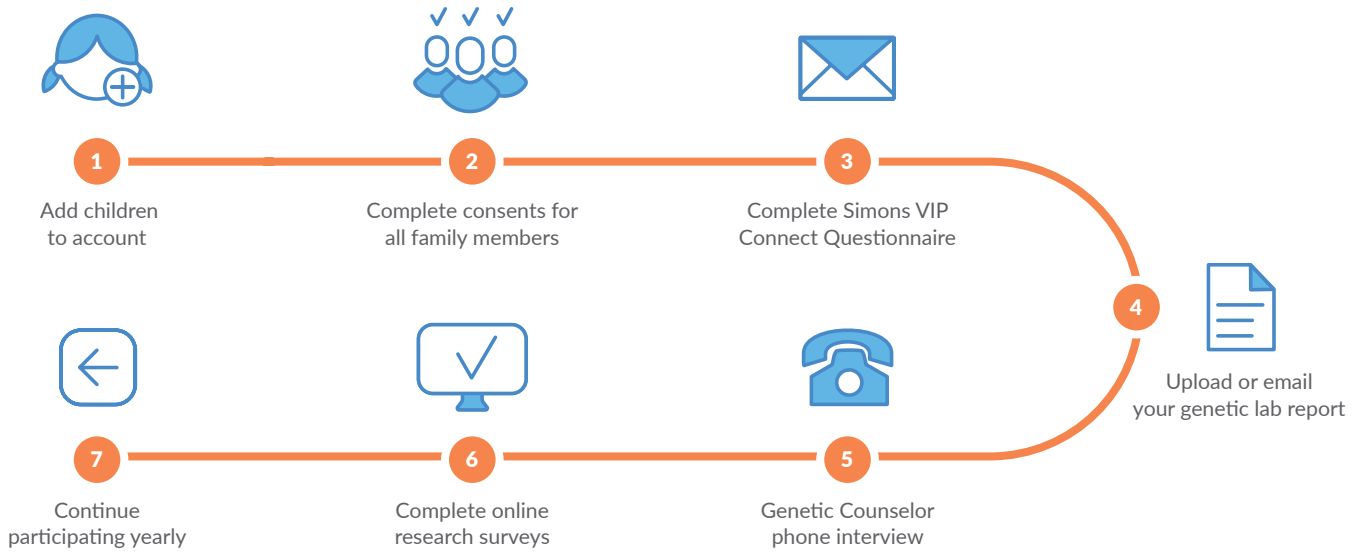 1
Add children
to account
2
Complete consents for
all family members
3
Complete Simons VIP
Connect Questionnaire
4
Upload or email
your genetic lab report
5
Genetic Counselor
phone interview
6
Complete online
research surveys
7
Continue
participating yearly